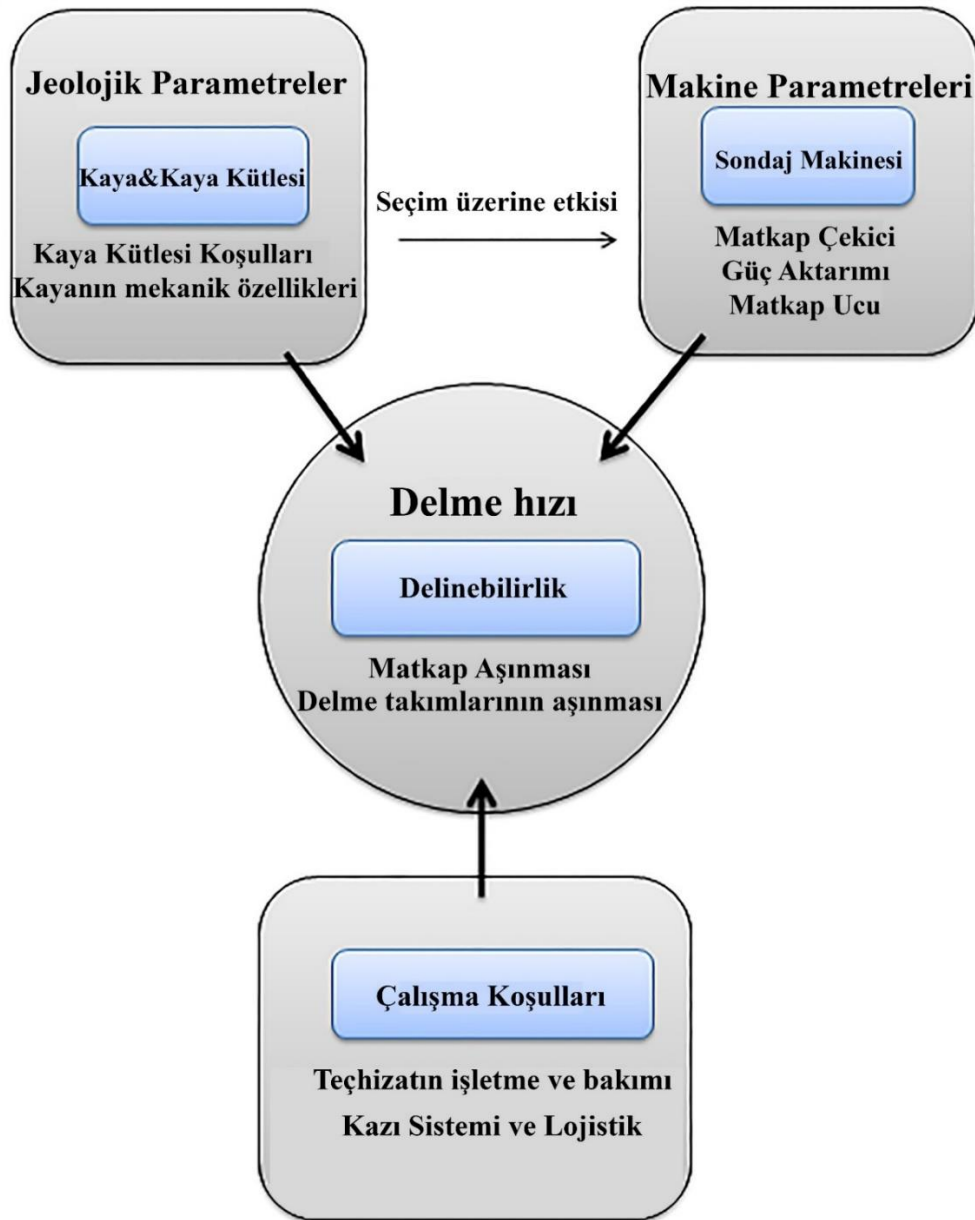 Jeolojik Parametreler
Kaya&Kaya Kütlesi
Kaya Kütlesi Koşulları
Kayanın mekanik özellikleri
Seçim üzerine etkisi
Makine Parametreleri
Sondaj Makinesi
Matkap Çekici
Güç Aktarımı
Matkap Ucu
Delme hızı
Delinebilirlik
Matkap Aşınması
Delme takımlarının aşınması
Çalışma Koşulları
Teçhizatın işletme ve bakımı
Kazı Sistemi ve Lojistik